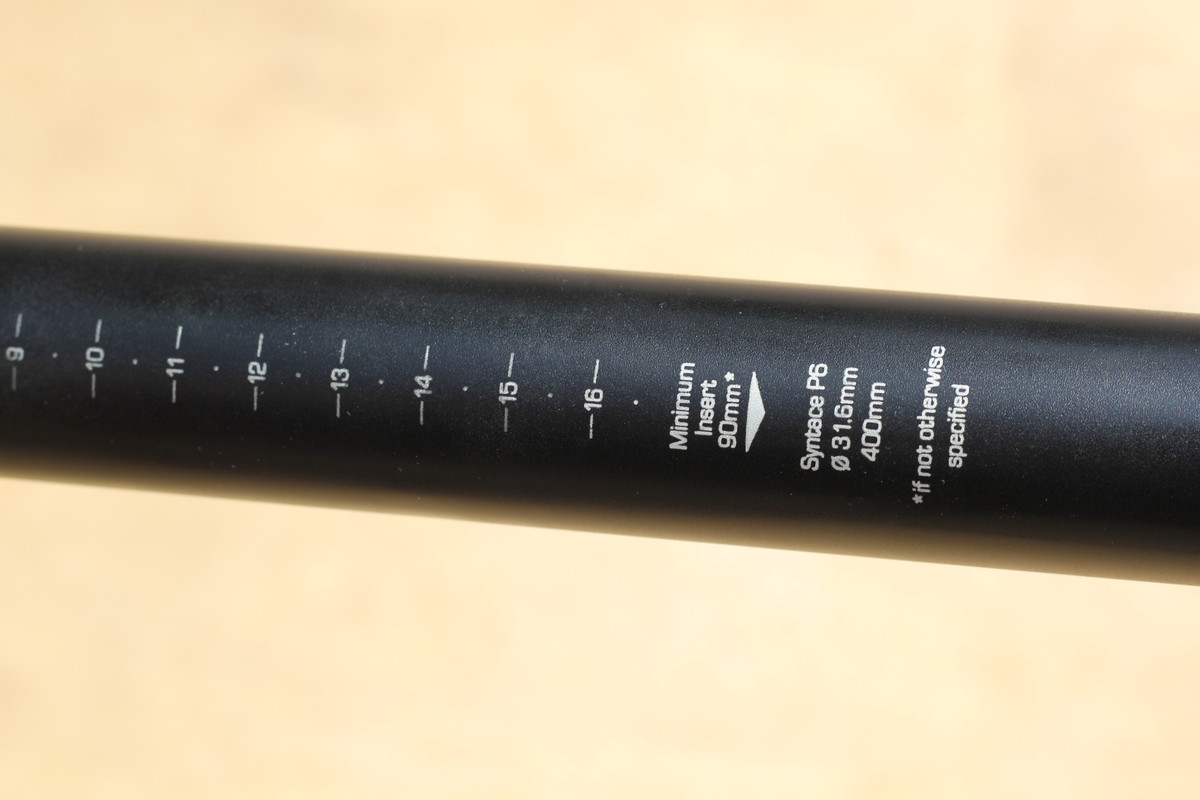 9
10
11
12
13
14
15
16
Minimum
Insert
90mm*
Syntace P6
Ø 31.6mm
400mm
*if not otherwise
specified